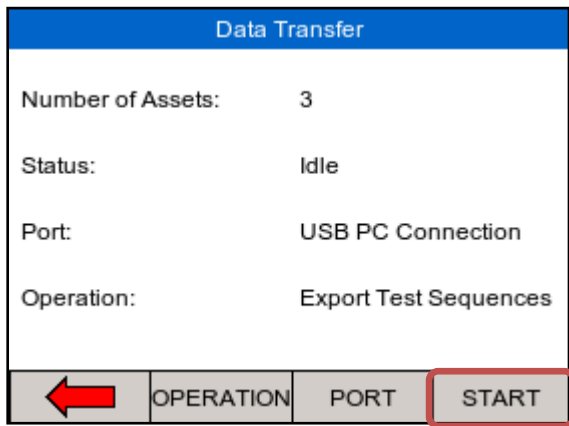 Data Transfer
Number of Assets: 3
Status: Idle
Port: USB PC Connection
Operation: Export Test Sequences
OPERATION PORT START